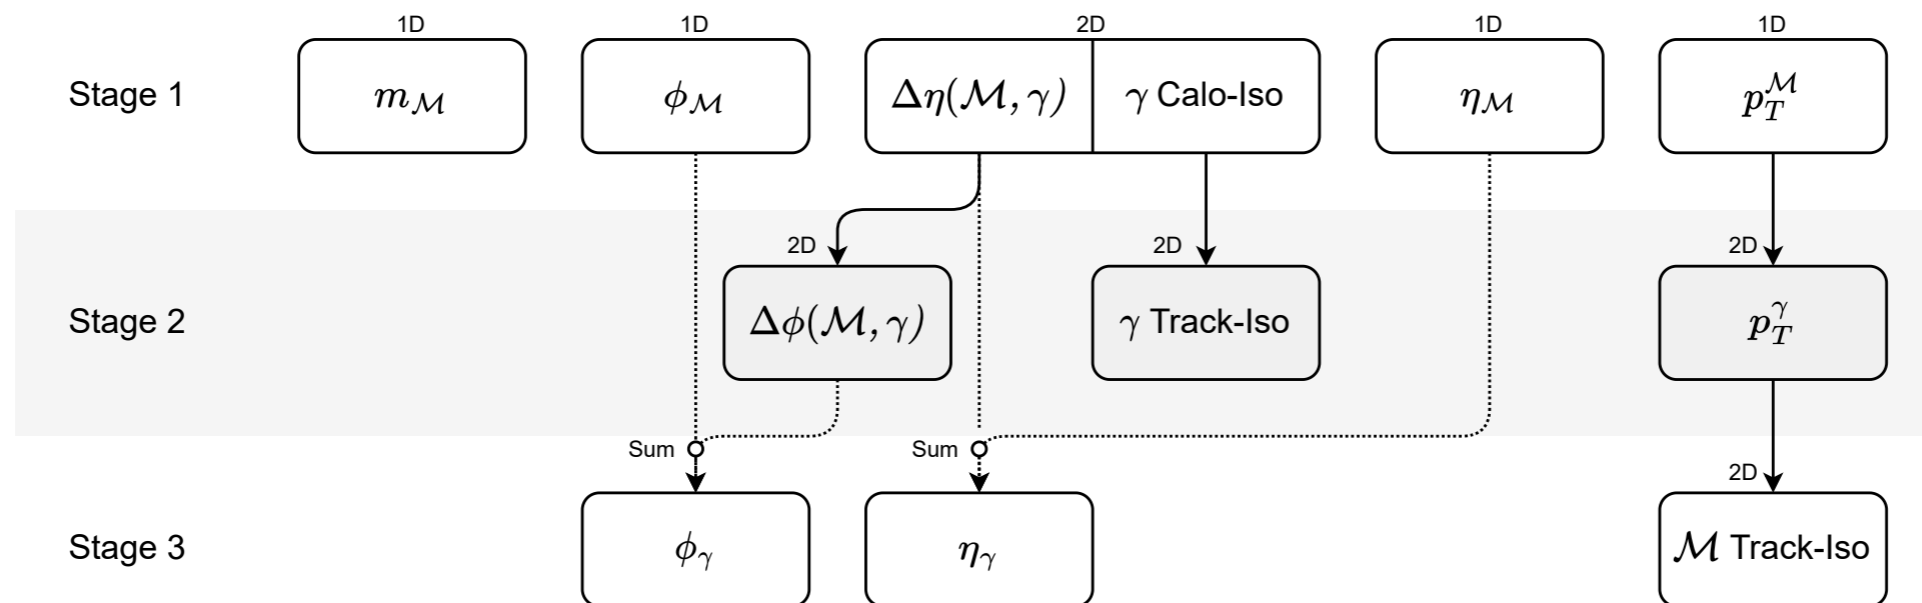 1D 1D 2D 1D 1D
Stage 1 m_ℳ ϕ_ℳ Δη(ℳ, γ) γ Calo-Iso η_ℳ p_T^ℳ
2D 2D 2D
Stage 2 Δϕ(ℳ, γ) γ Track-Iso p_T^γ
Sum Sum
2D
Stage 3 ϕ_γ η_γ ℳ Track-Iso